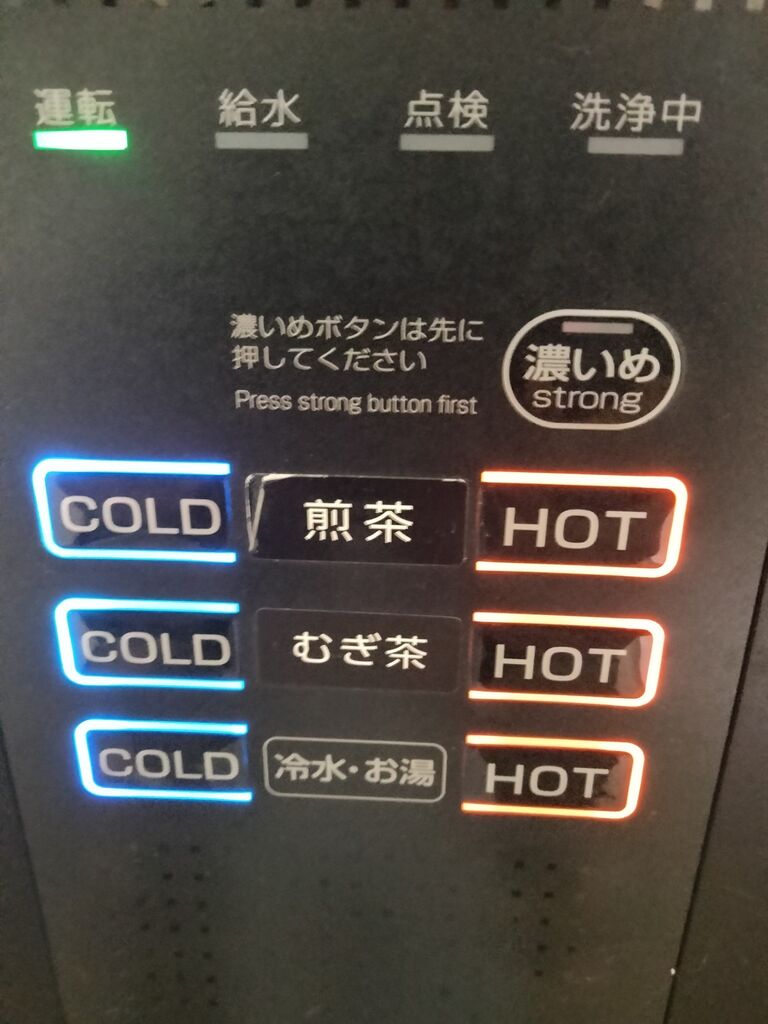 運転 給水 点検 洗浄中
濃いめボタンは先に
押してください
Press strong button first
濃いめ
strong
COLD 煎茶 HOT
COLD むぎ茶 HOT
COLD 冷水・お湯 HOT